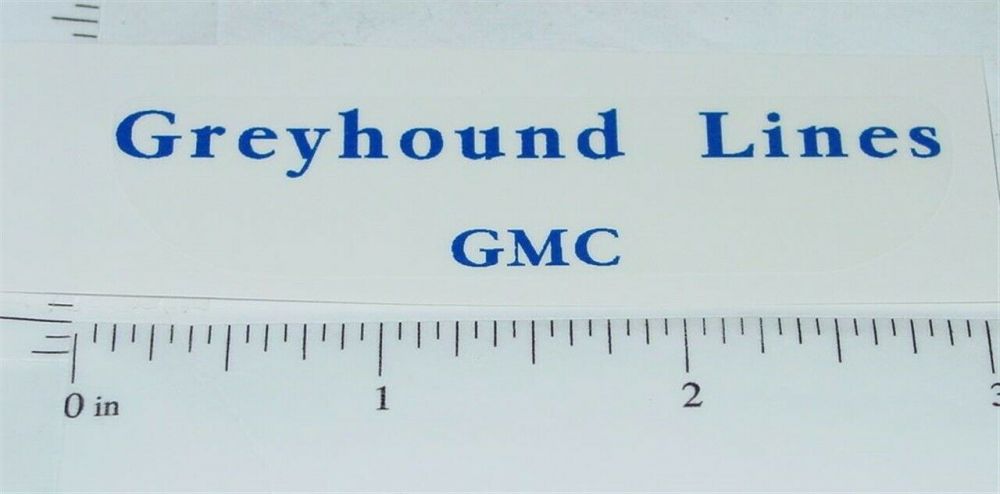 Greyhound Lines
GMC
0 in 1 2 3